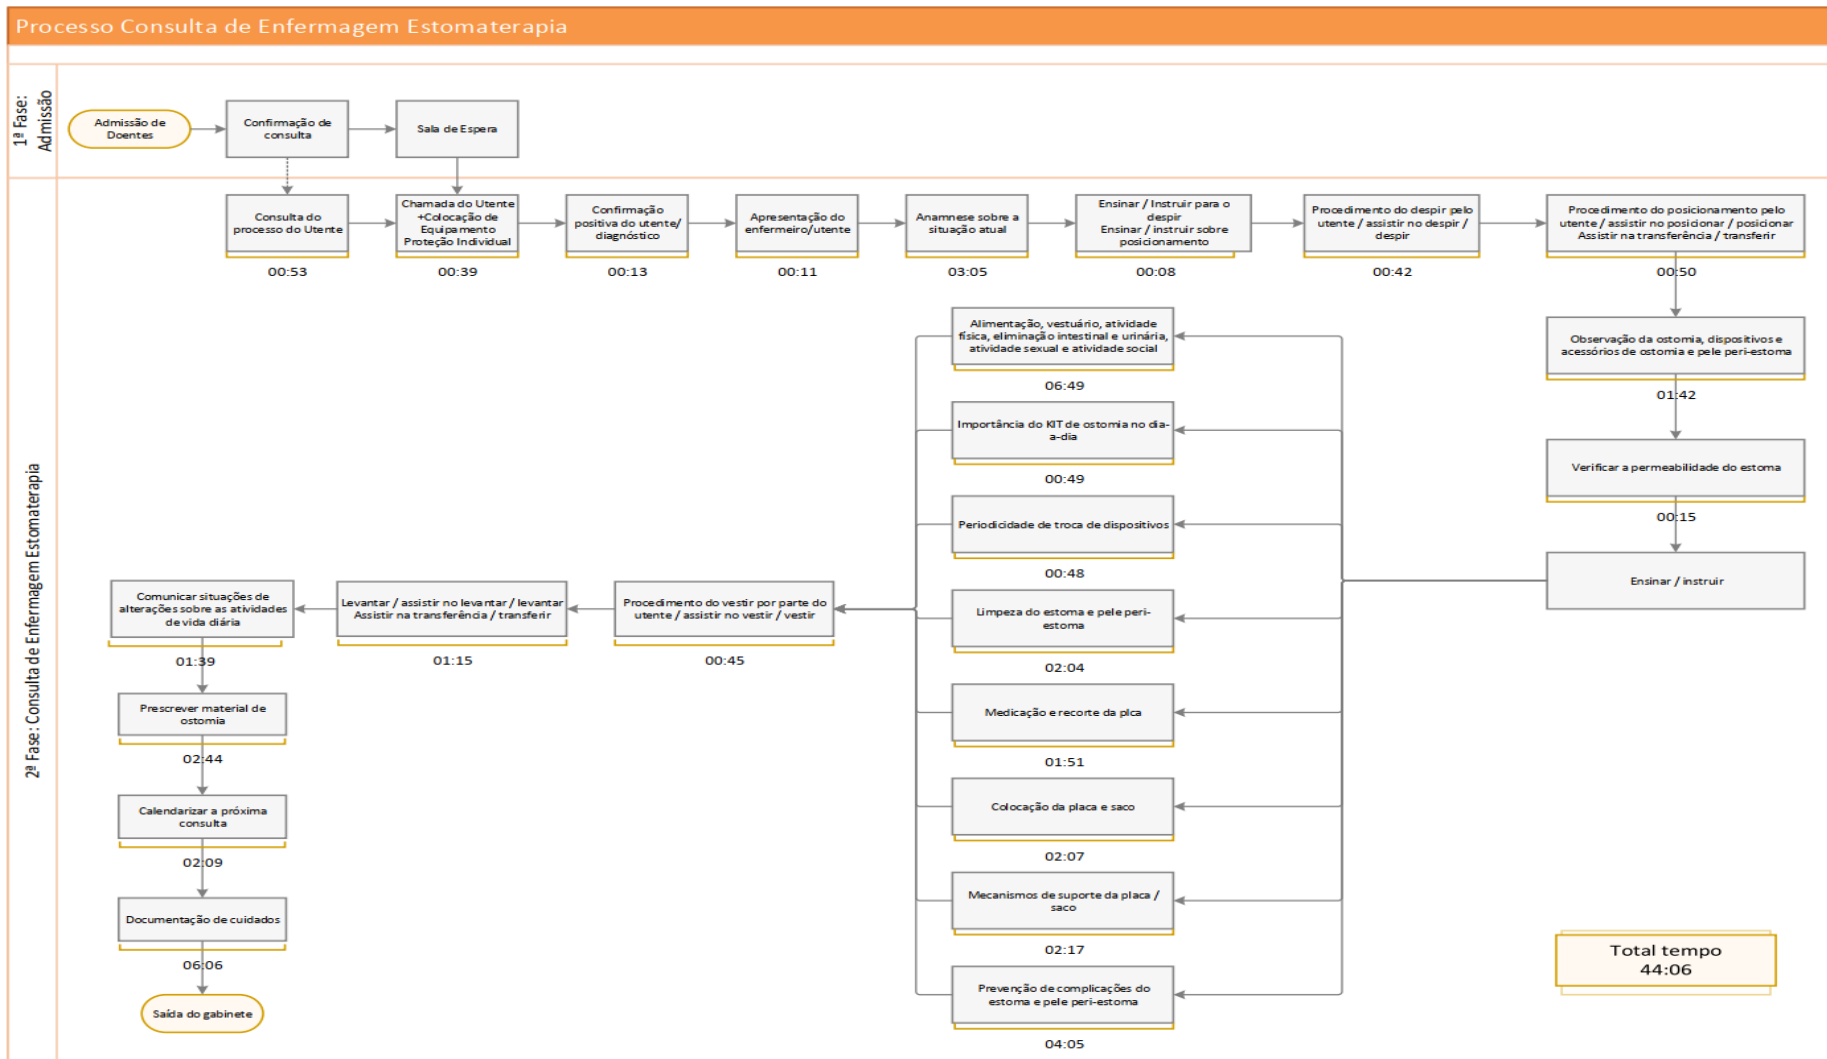 Processo Consulta de Enfermagem Estomaterapia
1ª Fase:
Admissão
Admissão de
Doentes
Confirmação de
consulta
Sala de Espera
2ª Fase: Consulta de Enfermagem Estomaterapia
Consulta do
processo do Utente
00:53
Chamada do Utente
+Colocação de
Equipamento
Proteção Individual
00:39
Confirmação
positiva do utente/
diagnóstico
00:13
Apresentação do
enfermeiro/utente
00:11
Anamnese sobre a
situação atual
03:05
Ensinar / Instruir para o
despir
Ensinar / instruir sobre
posicionamento
00:08
Procedimento do despir pelo
utente / assistir no despir /
despir
00:42
Procedimento do posicionamento pelo
utente / assistir no posicionar / posicionar
Assistir na transferência / transferir
00:50
Observação da ostomia, dispositivos e
acessórios de ostomia e pele peri-estoma
01:42
Verificar a permeabilidade do estoma
00:15
Ensinar / instruir
Alimentação, vestuário, atividade
física, eliminação intestinal e urinária,
atividade sexual e atividade social
06:49
Importância do KIT de ostomia no dia-
a-dia
00:49
Periodicidade de troca de dispositivos
00:48
Limpeza do estoma e pele peri-
estoma
02:04
Medicação e recorte da plca
01:51
Colocação da placa e saco
02:07
Mecanismos de suporte da placa /
saco
02:17
Prevenção de complicações do
estoma e pele peri-estoma
04:05
Procedimento do vestir por parte do
utente / assistir no vestir / vestir
00:45
Levantar / assistir no levantar / levantar
Assistir na transferência / transferir
01:15
Comunicar situações de
alterações sobre as atividades
de vida diária
01:39
Prescrever material de
ostomia
02:44
Calendarizar a próxima
consulta
02:09
Documentação de cuidados
06:06
Saída do gabinete
Total tempo
44:06